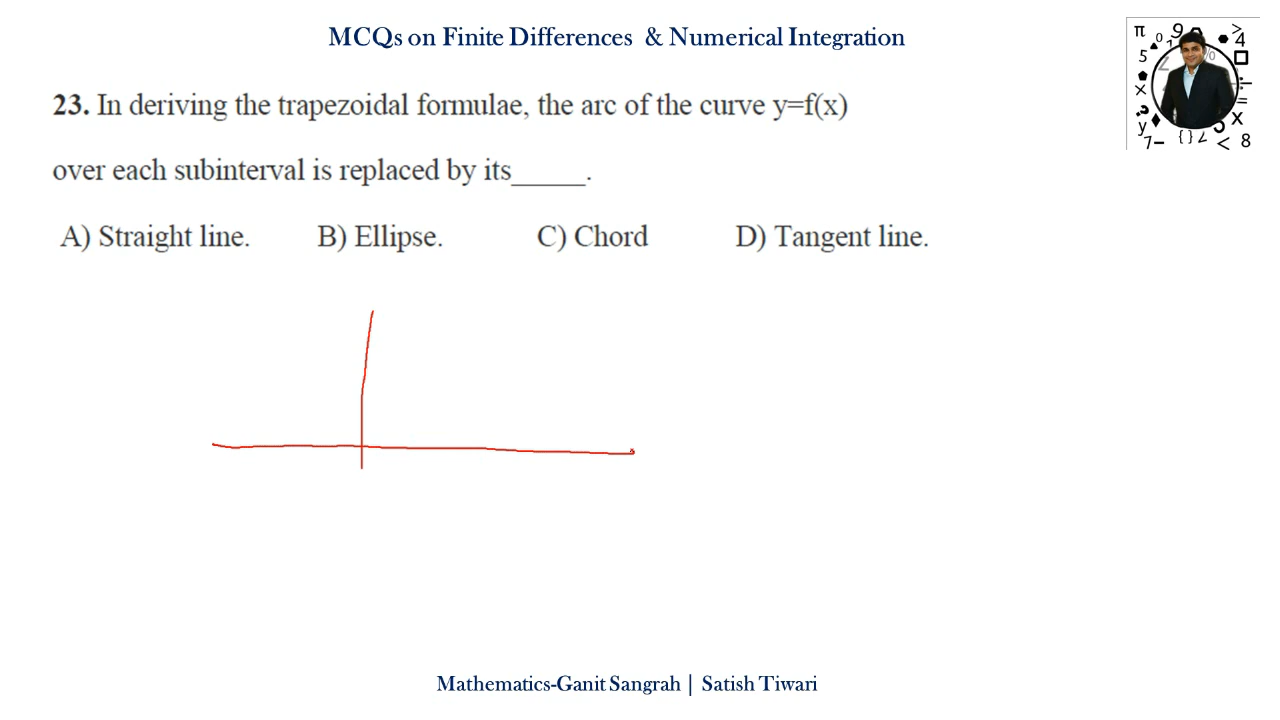 MCQs on Finite Differences & Numerical Integration
23. In deriving the trapezoidal formulae, the arc of the curve y=f(x)
over each subinterval is replaced by its_____.
A) Straight line. B) Ellipse. C) Chord D) Tangent line.
Mathematics-Ganit Sangrah | Satish Tiwari